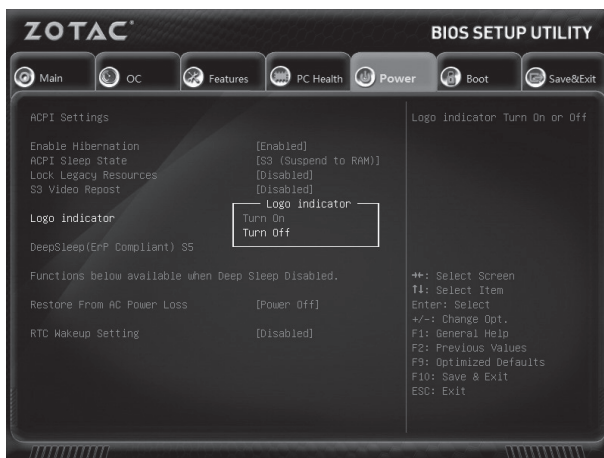 ZOTAC
BIOS SETUP UTILITY
Main
OC
Features
PC Health
Power
Boot
Save&Exit
ACPI Settings
Enable Hibernation [Enabled]
ACPI Sleep State [S3 (Suspend to RAM)]
Lock Legacy Resources [Disabled]
S3 Video Repost [Disabled]
Logo indicator
DeepSleep(ErP Compliant) S5
Logo indicator
Turn On
Turn Off
Functions below available when Deep Sleep Disabled.
Restore From AC Power Loss [Power Off]
RTC Wakeup Setting [Disabled]
Logo indicator Turn On or Off
→←: Select Screen
↑↓: Select Item
Enter: Select
+/-: Change Opt.
F1: General Help
F2: Previous Values
F9: Optimized Defaults
F10: Save & Exit
ESC: Exit